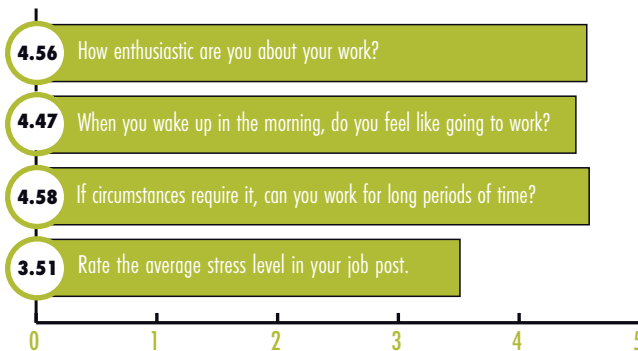 4.56 How enthusiastic are you about your work?
4.47 When you wake up in the morning, do you feel like going to work?
4.58 If circumstances require it, can you work for long periods of time?
3.51 Rate the average stress level in your job post.
0 1 2 3 4 5